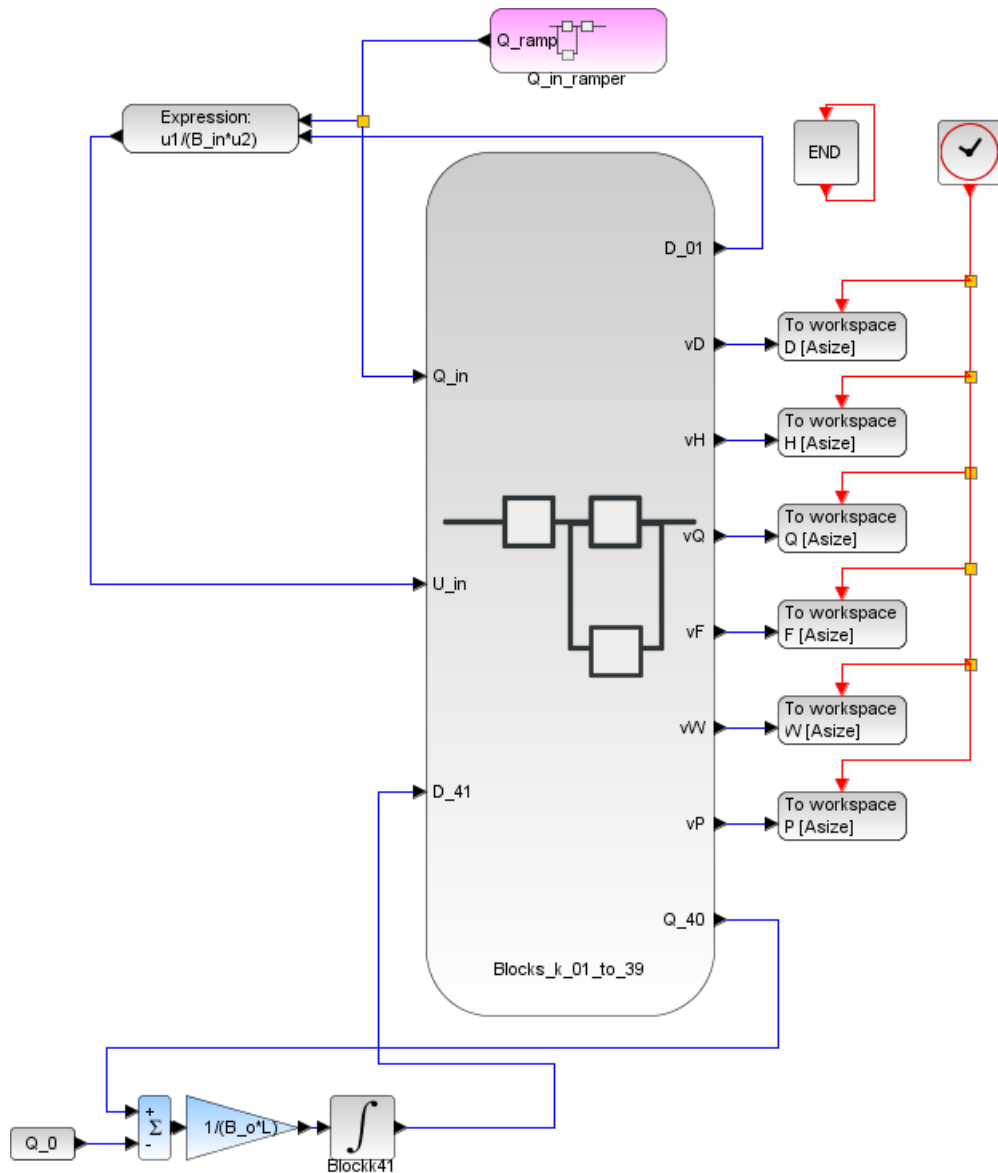 Q_ramp
Q_in_ramper
Expression:
u1/(B_in*u2)
END
D_01
To workspace
D [Asize]
vD
Q_in
To workspace
H [Asize]
vH
To workspace
Q [Asize]
vQ
U_in
To workspace
F [Asize]
vF
To workspace
W [Asize]
vW
D_41
To workspace
P [Asize]
vP
Q_40
Blocks_k_01_to_39
+
Σ
-
1/(B_o*L)
∫
Q_0
Blockk41